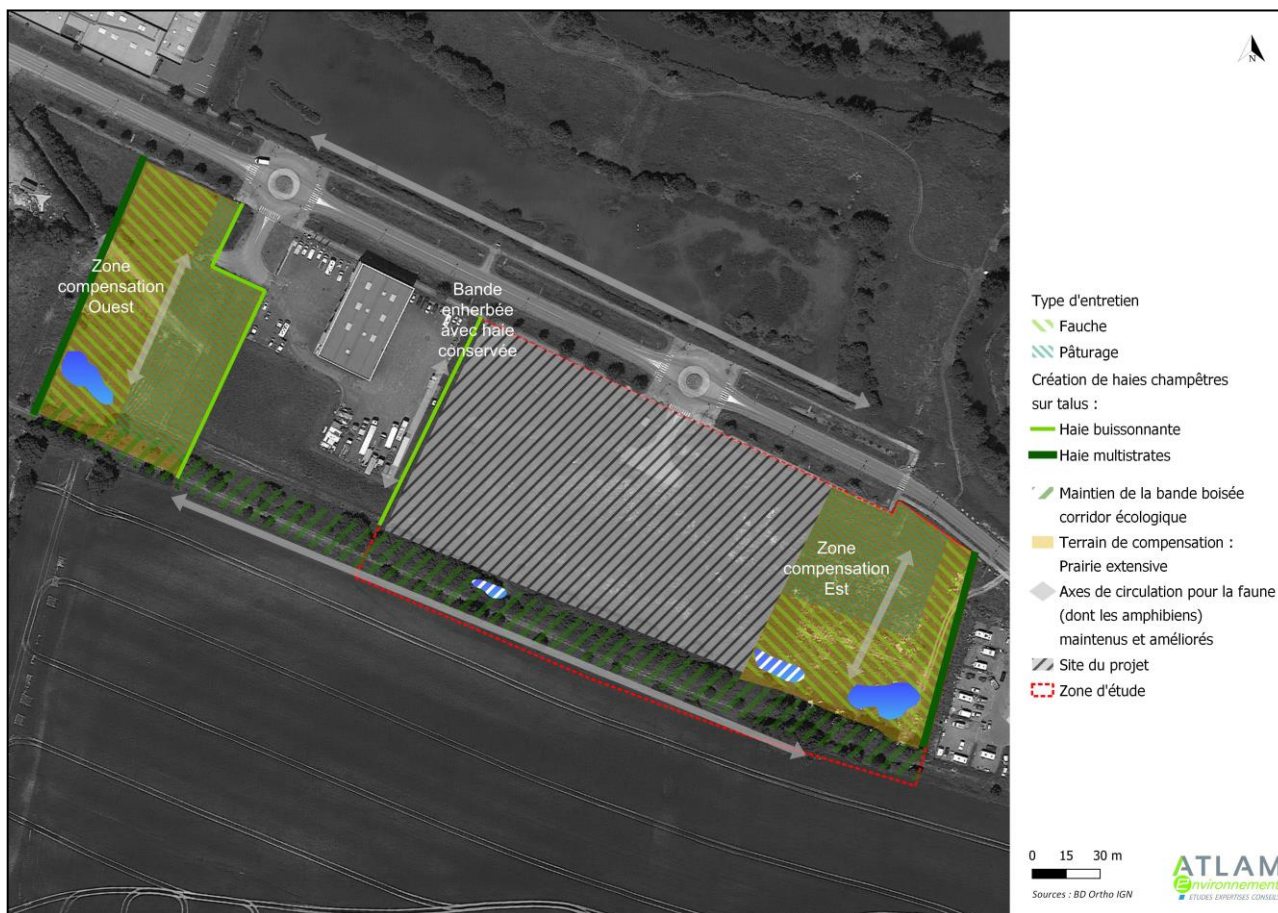 Zone
compensation
Ouest
Bande
enherbée
avec haie
conservée
Zone
compensation
Est
N
Type d'entretien
Fauche
Pâturage
Création de haies champêtres
sur talus :
Haie buissonnante
Haie multistrates
Maintien de la bande boisée
corridor écologique
Terrain de compensation :
Prairie extensive
Axes de circulation pour la faune
(dont les amphibiens)
maintenus et améliorés
Site du projet
Zone d'étude
0 15 30 m
Sources : BD Ortho IGN
ATLAM
environnement
ETUDES EXPERTISES CONSEILS